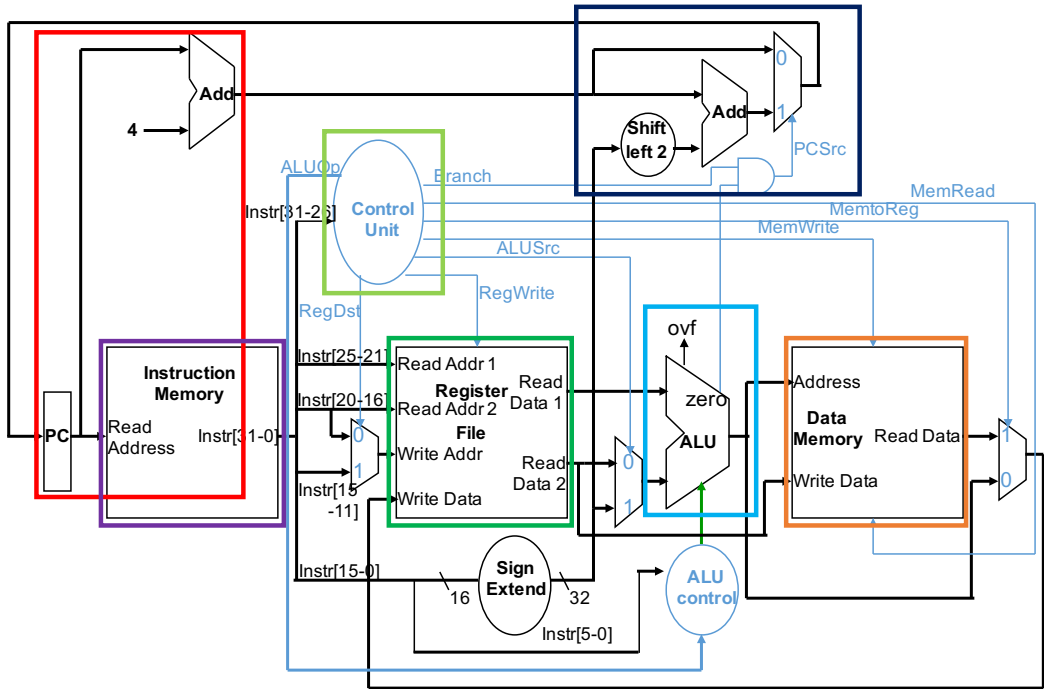 0
Add
Add
4
Shift
left 2
1
PCSrc
ALUOp
Branch
MemRead
Instr[31-26]
Control
Unit
MemtoReg
MemWrite
ALUSrc
RegWrite
RegDst
ovf
Instruction
Memory
Instr[25-21]
Read Addr 1
Register
File
Read
Data 1
zero
Address
Instr[20-16]
Read Addr 2
PC
Read
Address
Instr[31-0]
0
Write Addr
ALU
Data
Memory
Read Data
1
1
Read
Data 2
0
Instr[15
-11]
Write Data
Write Data
0
1
Instr[15-0]
16
Sign
Extend
32
ALU
control
Instr[5-0]